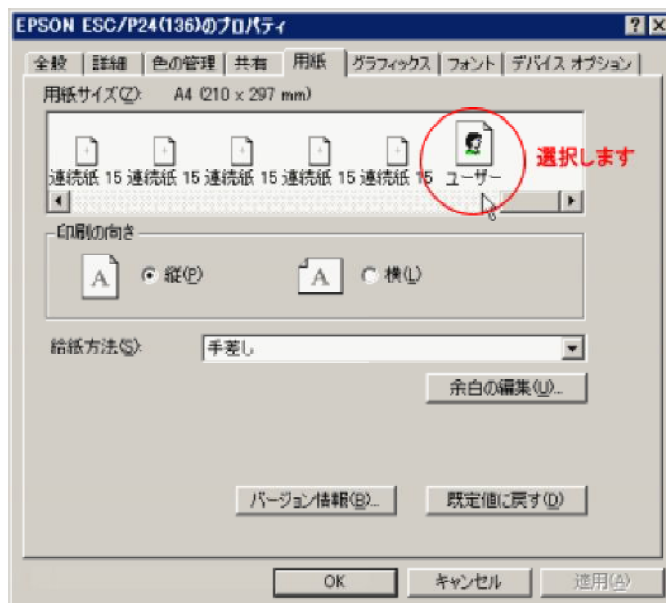 EPSON ESC/P24(136)のプロパティ
全般 詳細 色の管理 共有 用紙 グラフィックス フォント デバイス オプション
用紙サイズ(Z): A4 (210 x 297 mm)
連続紙 15 連続紙 15 連続紙 15 連続紙 15 連続紙 15 ユーザー
選択します
印刷の向き
A 縦(P) A 横(L)
給紙方法(S): 手差し
余白の編集(U)...
バージョン情報(B)... 既定値に戻す(D)
OK キャンセル 適用(A)